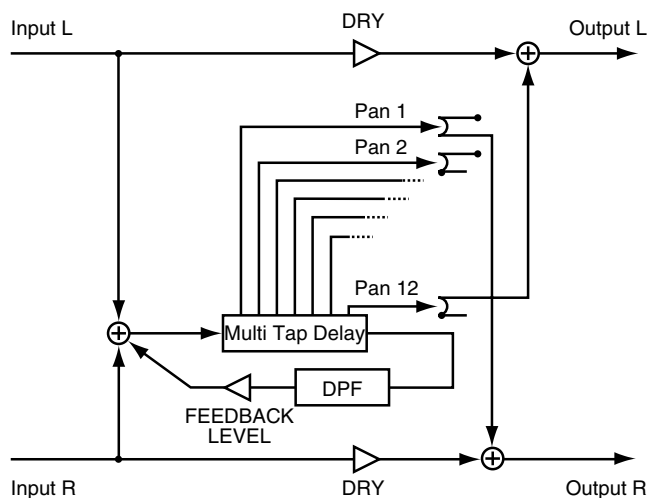 DRY
Input L
Output L
Pan 1
Pan 2
Pan 12
Multi Tap Delay
DPF
FEEDBACK
LEVEL
Input R
DRY
Output R